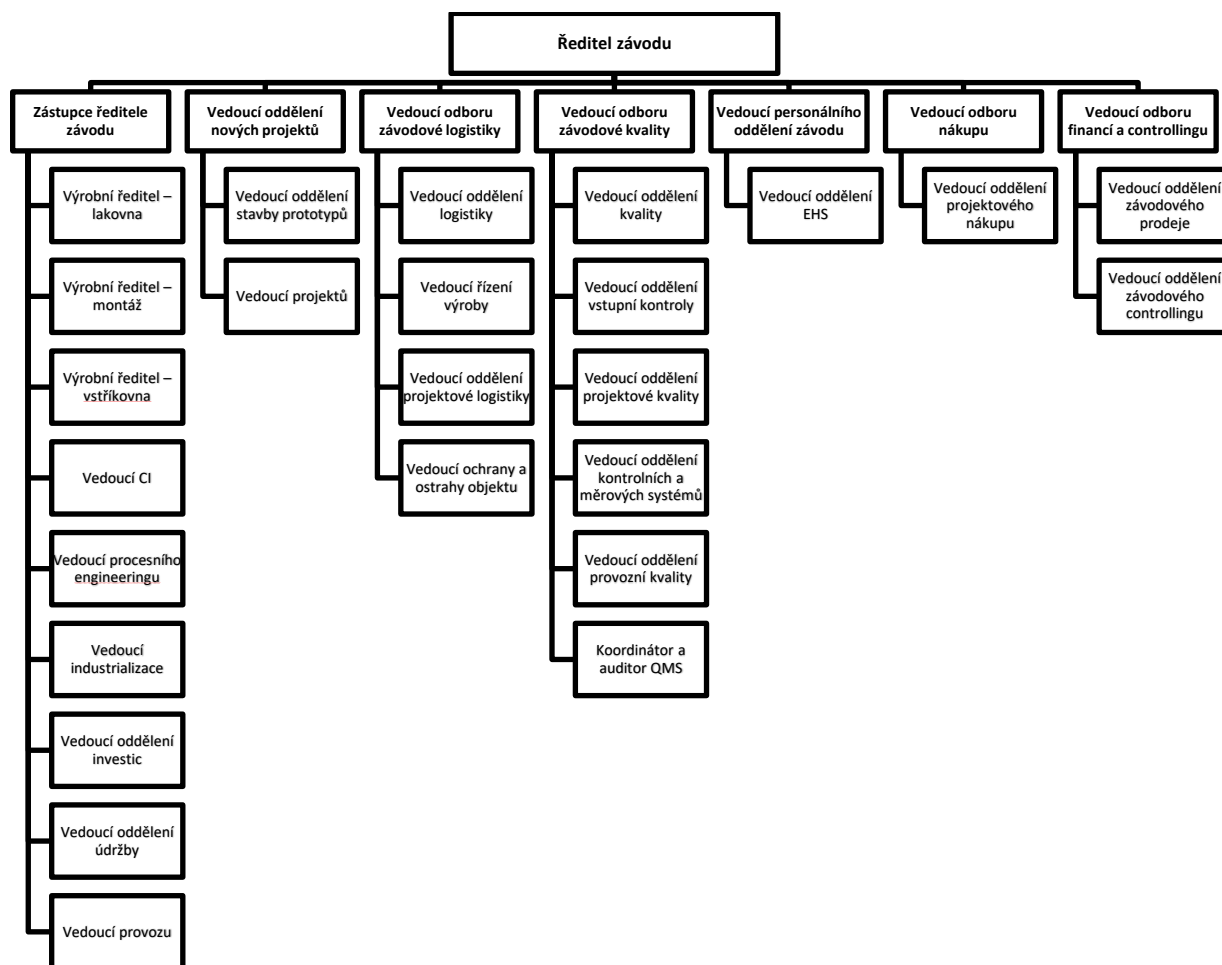 Ředitel závodu
Zástupce ředitele
závodu
Výrobní ředitel –
lakovna
Výrobní ředitel –
montáž
Výrobní ředitel –
vstříkovna
Vedoucí CI
Vedoucí procesního
engineeringu
Vedoucí
industrializace
Vedoucí oddělení
investic
Vedoucí oddělení
údržby
Vedoucí provozu
Vedoucí oddělení
nových projektů
Vedoucí oddělení
stavby prototypů
Vedoucí projektů
Vedoucí odboru
závodové logistiky
Vedoucí oddělení
logistiky
Vedoucí řízení
výroby
Vedoucí oddělení
projektové logistiky
Vedoucí ochrany a
ostrahy objektu
Vedoucí odboru
závodové kvality
Vedoucí oddělení
kvality
Vedoucí oddělení
vstupní kontroly
Vedoucí oddělení
projektové kvality
Vedoucí oddělení
kontrolních a
měrových systémů
Vedoucí oddělení
provozní kvality
Koordinátor a
auditor QMS
Vedoucí personálního
oddělení závodu
Vedoucí oddělení
EHS
Vedoucí odboru
nákupu
Vedoucí oddělení
projektového
nákupu
Vedoucí odboru
financí a controllingu
Vedoucí oddělení
závodového
prodeje
Vedoucí oddělení
závodového
controllingu